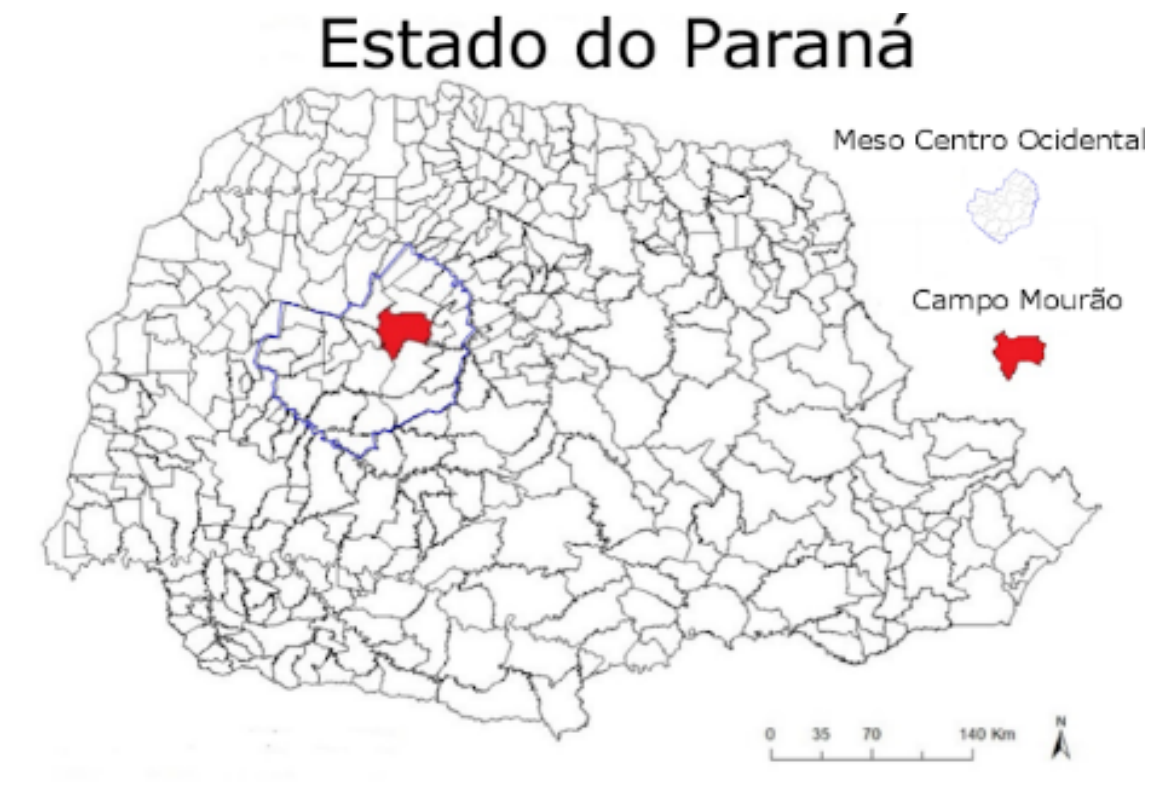 Estado do Paraná
Meso Centro Ocidental
Campo Mourão
0 35 70 140 Km
N